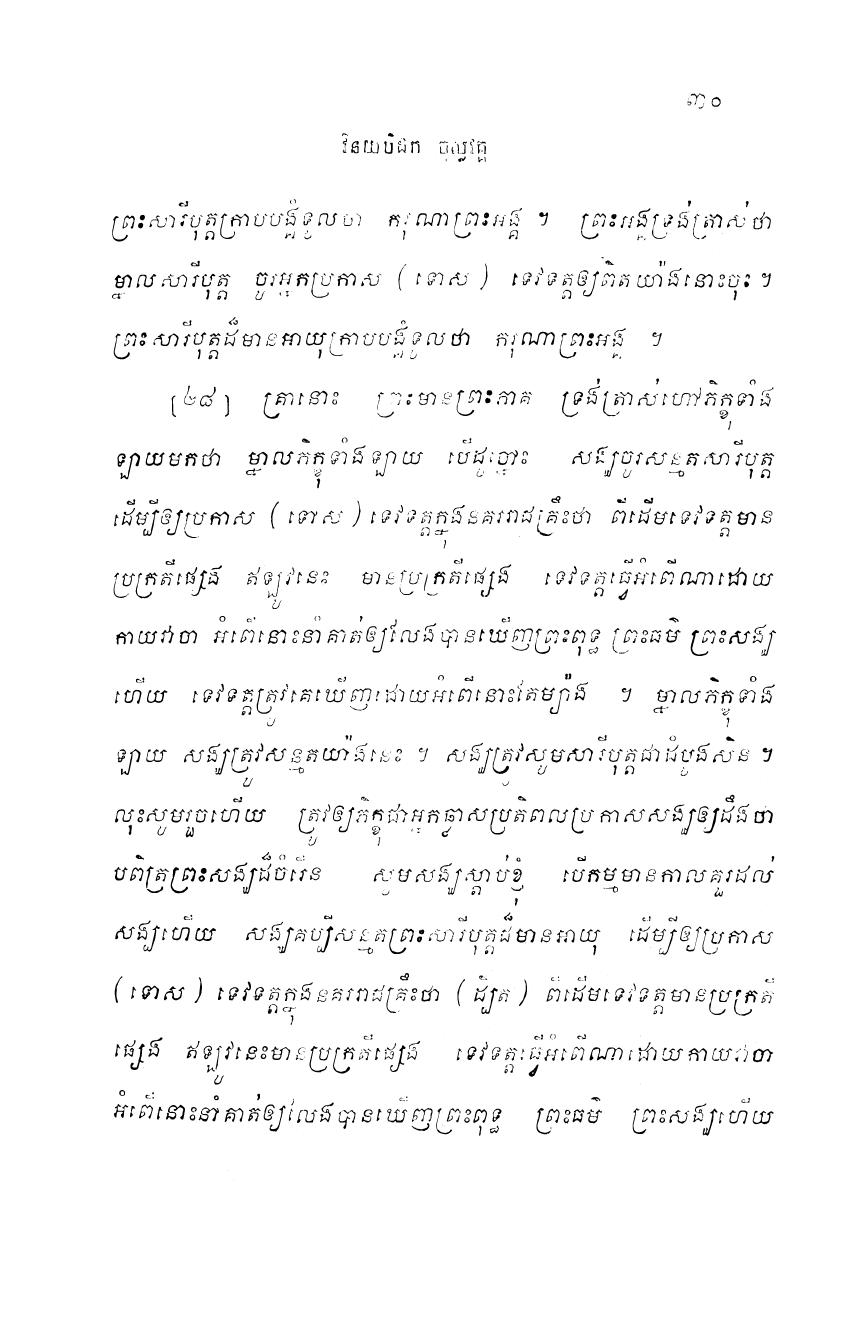 ៣០
វិនយបិដក ចុល្លវគ្គ
ព្រះសារីបុត្តក្រាបបង្គំទូលថា ករុណាព្រះអង្គ ។ ព្រះអង្គទ្រង់ត្រាស់ថា
ម្នាលសារីបុត្ត ចូរអ្នកប្រកាស (ទោស) ទេវទត្តឲ្យពិតយ៉ាងនោះចុះ ។
ព្រះសារីបុត្តដ៏មានអាយុក្រាបបង្គំទូលថា ករុណាព្រះអង្គ ។
[២៨] គ្រានោះ ព្រះមានព្រះភាគ ទ្រង់ត្រាស់ហៅភិក្ខុទាំង
ឡាយមកថា ម្នាលភិក្ខុទាំងឡាយ បើដូច្នោះ សង្ឃចូរសន្មតសារីបុត្ត
ដើម្បីឲ្យប្រកាស (ទោស) ទេវទត្តក្នុងនគររាជគ្រឹះថា ពីដើមទេវទត្តមាន
ប្រក្រតីផ្សេង ឥឡូវនេះ មានប្រក្រតីផ្សេង ទេវទត្តធ្វើអំពើណាដោយ
កាយវាចា អំពើនោះនាំគាត់ឲ្យលែងបានឃើញព្រះពុទ្ធ ព្រះធម៌ ព្រះសង្ឃ
ហើយ ទេវទត្តត្រូវគេឃើញដោយអំពើនោះតែម្យ៉ាង ។ ម្នាលភិក្ខុទាំង
ឡាយ សង្ឃត្រូវសន្មតយ៉ាងនេះ ។ សង្ឃត្រូវសូមសារីបុត្តជាដំបូងសិន ។
លុះសូមរួចហើយ ត្រូវឲ្យភិក្ខុជាអ្នកឆ្លាសប្រតិពលប្រកាសសង្ឃឲ្យដឹងថា
បពិត្រព្រះសង្ឃដ៏ចំរើន សូមសង្ឃស្តាប់ខ្ញុំ បើកម្មមានកាលគួរដល់
សង្ឃហើយ សង្ឃគប្បីសន្មតព្រះសារីបុត្តដ៏មានអាយុ ដើម្បីឲ្យប្រកាស
(ទោស) ទេវទត្តក្នុងនគររាជគ្រឹះថា (ដ្បិត) ពីដើមទេវទត្តមានប្រក្រតី
ផ្សេង ឥឡូវនេះមានប្រក្រតីផ្សេង ទេវទត្តធ្វើអំពើណាដោយកាយវាចា
អំពើនោះនាំគាត់ឲ្យលែងបានឃើញព្រះពុទ្ធ ព្រះធម៌ ព្រះសង្ឃហើយ